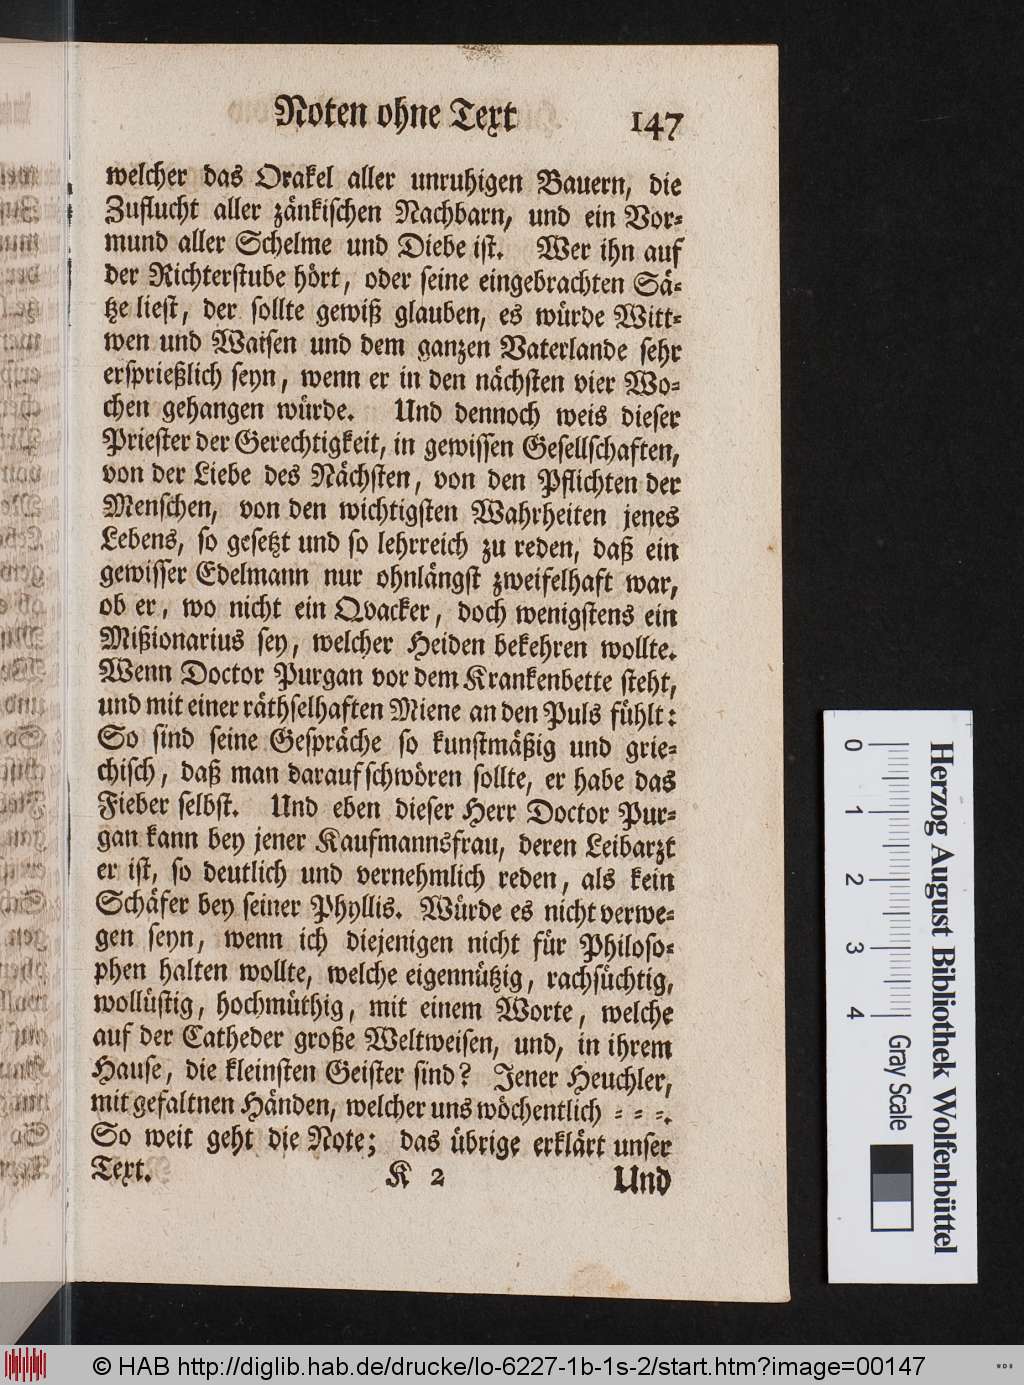 Noten ohne Text 147
welcher das Orakel aller unruhigen Bauern, die
Zuflucht aller zänkischen Nachbarn, und ein Vor⸗
mund aller Schelme und Diebe ist. Wer ihn auf
der Richterstube hört, oder seine eingebrachten Sä⸗
tze liest, der sollte gewiß glauben, es würde Witt⸗
wen und Waisen und dem ganzen Vaterlande sehr
ersprießlich seyn, wenn er in den nächsten vier Wo⸗
chen gehangen würde. Und dennoch weis dieser
Priester der Gerechtigkeit, in gewissen Gesellschaften,
von der Liebe des Nächsten, von den Pflichten der
Menschen, von den wichtigsten Wahrheiten jenes
Lebens, so gesetzt und so lehrreich zu reden, daß ein
gewisser Edelmann nur ohnlängst zweifelhaft war,
ob er, wo nicht ein Qvacker, doch wenigstens ein
Mißionarius sey, welcher Heiden bekehren wollte.
Wenn Doctor Purgan vor dem Krankenbette steht,
und mit einer räthselhaften Miene an den Puls fühlt:
So sind seine Gespräche so kunstmäßig und grie⸗
chisch, daß man darauf schwören sollte, er habe das
Fieber selbst. Und eben dieser Herr Doctor Pur⸗
gan kann bey jener Kaufmannsfrau, deren Leibarzt
er ist, so deutlich und vernehmlich reden, als kein
Schäfer bey seiner Phyllis. Würde es nicht verwe⸗
gen seyn, wenn ich diejenigen nicht für Philoso⸗
phen halten wollte, welche eigennützig, rachsüchtig,
wollüstig, hochmüthig, mit einem Worte, welche
auf der Catheder große Weltweisen, und, in ihrem
Hause, die kleinsten Geister sind? Jener Heuchler,
mit gefaltnen Händen, welcher uns wöchentlich ⸗ ⸗ ⸗.
So weit geht die Note; das übrige erklärt unser
Text. K 2 Und
Herzog August Bibliothek Wolfenbüttel
0 1 2 3 4 Gray Scale
© HAB http://diglib.hab.de/drucke/lo-6227-1b-1s-2/start.htm?image=00147